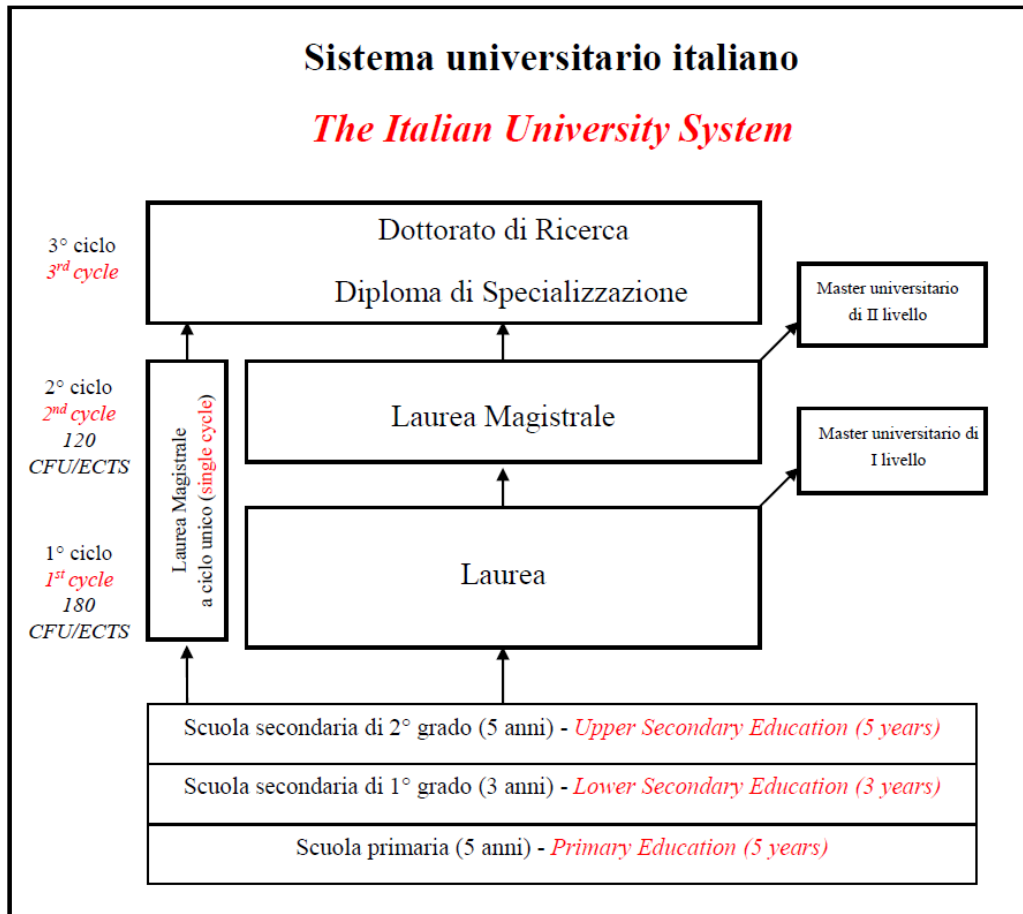 Sistema universitario italiano
The Italian University System
3° ciclo
3rd cycle
Dottorato di Ricerca
Diploma di Specializzazione
Master universitario
di II livello
2° ciclo
2nd cycle
120
CFU/ECTS
Laurea Magistrale
a ciclo unico (single cycle)
Laurea Magistrale
Master universitario di
I livello
1° ciclo
1st cycle
180
CFU/ECTS
Laurea
Scuola secondaria di 2° grado (5 anni) - Upper Secondary Education (5 years)
Scuola secondaria di 1° grado (3 anni) - Lower Secondary Education (3 years)
Scuola primaria (5 anni) - Primary Education (5 years)